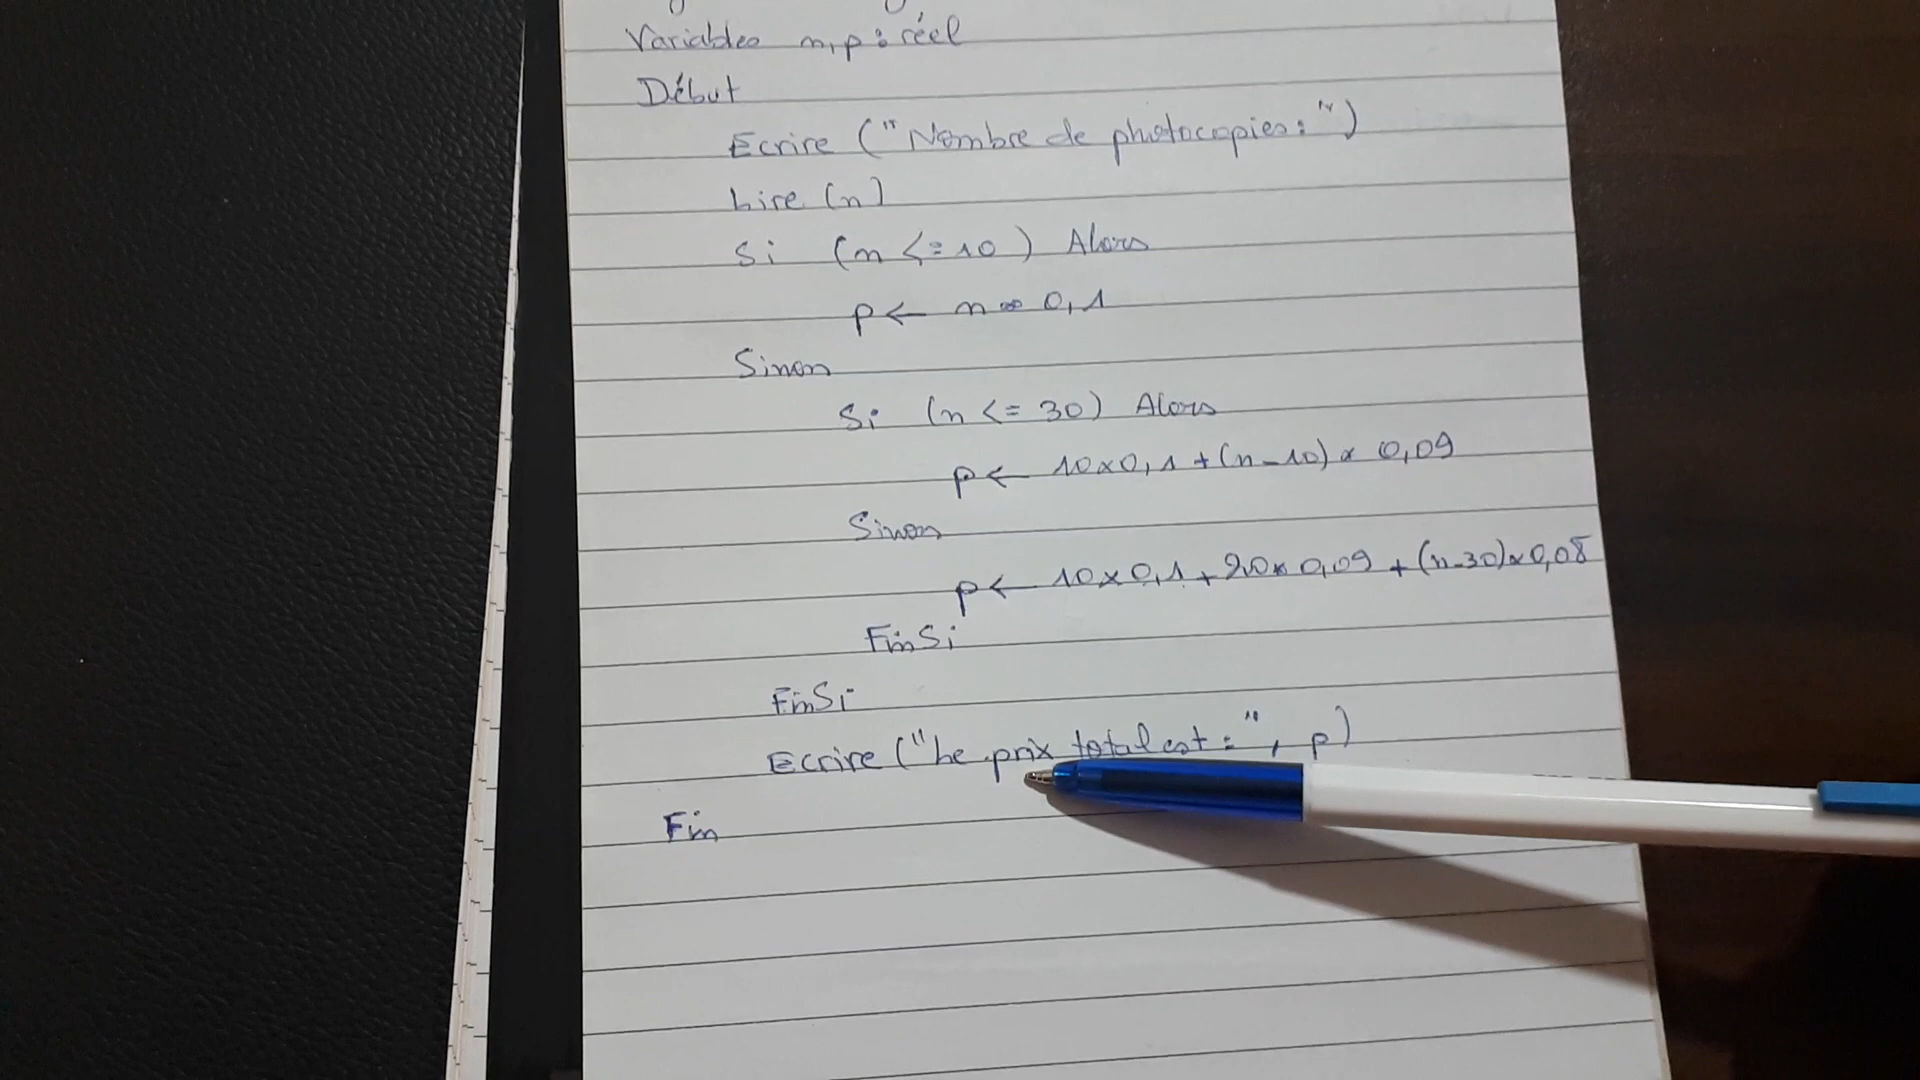 Variables n,p : réel
Début
Ecrire ("Nombre de photocopies : ")
Lire (n)
Si (n <= 10) Alors
p ← n × 0,1
Sinon
Si (n <= 30) Alors
p ← 10 × 0,1 + (n - 10) × 0,09
Sinon
p ← 10 × 0,1 + 20 × 0,09 + (n - 30) × 0,08
FinSi
FinSi
Ecrire ("Le prix total est : ", p)
Fin